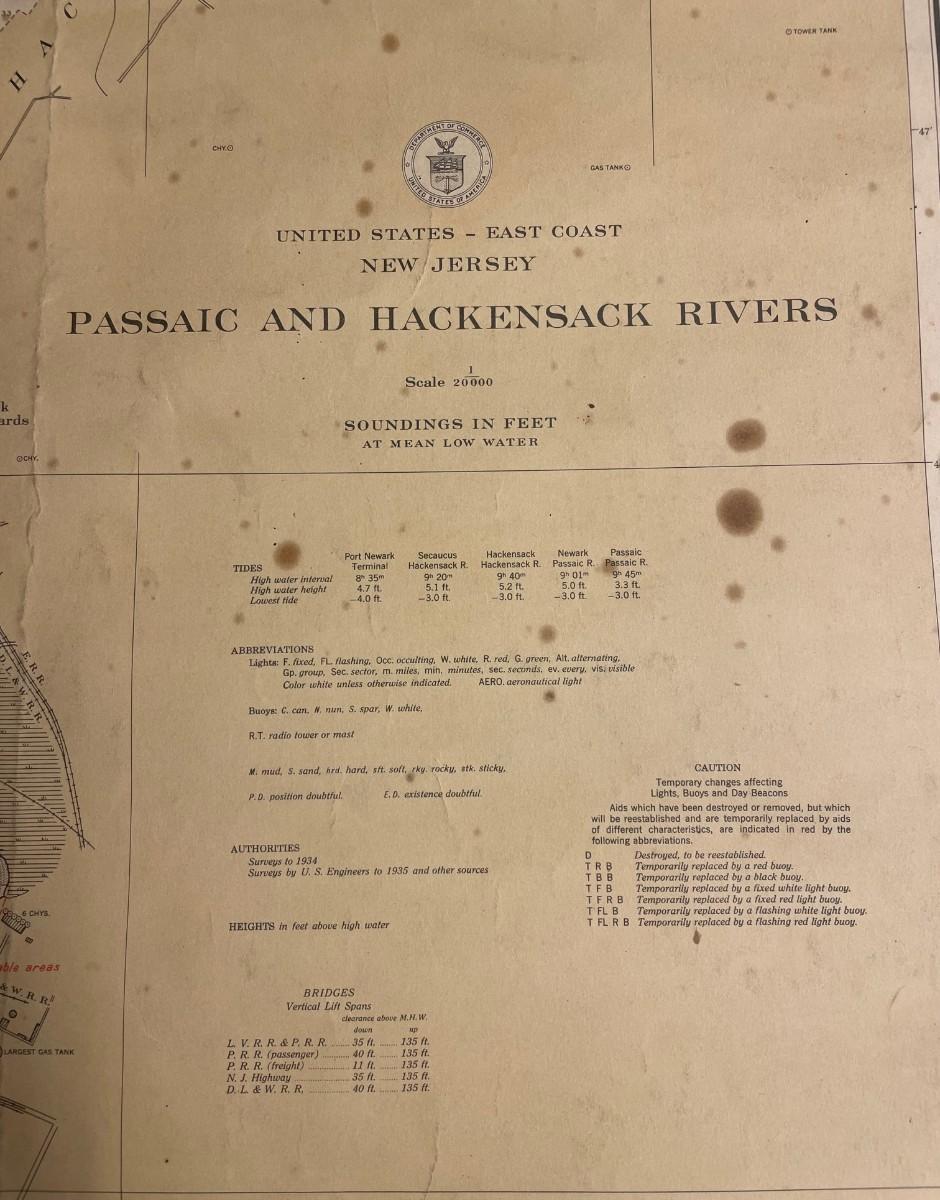 H A C
TOWER TANK
47'
CHY.
DEPARTMENT OF COMMERCE
UNITED STATES OF AMERICA
GAS TANK
UNITED STATES – EAST COAST
NEW JERSEY
PASSAIC AND HACKENSACK RIVERS
Scale 1/20000
k
ards
SOUNDINGS IN FEET
AT MEAN LOW WATER
CHY.
4
TIDES Port Newark Terminal Secaucus Hackensack R. Hackensack Hackensack R. Newark Passaic R. Passaic Passaic R.
High water interval 8ʰ 35ᵐ 9ʰ 20ᵐ 9ʰ 40ᵐ 9ʰ 01ᵐ 9ʰ 45ᵐ
High water height 4.7 ft. 5.1 ft. 5.2 ft. 5.0 ft. 3.3 ft.
Lowest tide –4.0 ft. –3.0 ft. –3.0 ft. –3.0 ft. –3.0 ft.
E. R. R.
D. L. & W. R. R.
ABBREVIATIONS
Lights: F. fixed, FL. flashing, Occ. occulting, W. white, R. red, G. green, Alt. alternating,
Gp. group, Sec. sector, m. miles, min. minutes, sec. seconds, ev. every, vis. visible
Color white unless otherwise indicated. AERO. aeronautical light
Buoys: C. can, N. nun, S. spar, W. white,
R.T. radio tower or mast
M. mud, S. sand, hrd. hard, sft. soft, rky. rocky, stk. sticky,
P.D. position doubtful. E.D. existence doubtful.
AUTHORITIES
Surveys to 1934
Surveys by U. S. Engineers to 1935 and other sources
HEIGHTS in feet above high water
CAUTION
Temporary changes affecting
Lights, Buoys and Day Beacons
Aids which have been destroyed or removed, but which
will be reestablished and are temporarily replaced by aids
of different characteristics, are indicated in red by the
following abbreviations.
D Destroyed, to be reestablished.
T R B Temporarily replaced by a red buoy.
T B B Temporarily replaced by a black buoy.
T F B Temporarily replaced by a fixed white light buoy.
T F R B Temporarily replaced by a fixed red light buoy.
T FL B Temporarily replaced by a flashing white light buoy.
T FL R B Temporarily replaced by a flashing red light buoy.
6 CHYS.
ble areas
& W. R. R.
LARGEST GAS TANK
BRIDGES
Vertical Lift Spans
clearance above M.H.W.
down up
L. V. R. R. & P. R. R. ........ 35 ft. ....... 135 ft.
P. R. R. (passenger) ........... 40 ft. ....... 135 ft.
P. R. R. (freight) ................ 11 ft. ....... 135 ft.
N. J. Highway .................... 35 ft. ....... 135 ft.
D. L. & W. R. R, ................ 40 ft. ....... 135 ft.